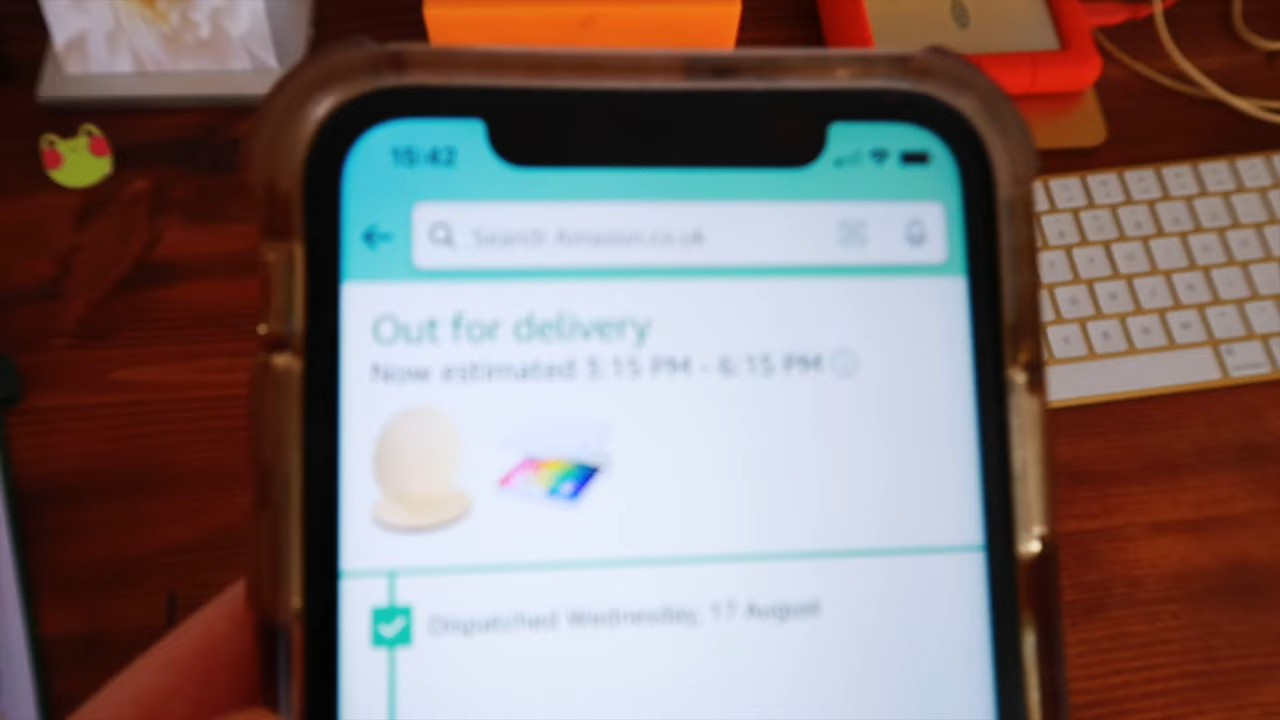 15:42
Search Amazon.co.uk
Out for delivery
Now estimated 3:15 PM - 6:15 PM
Dispatched Wednesday, 17 August